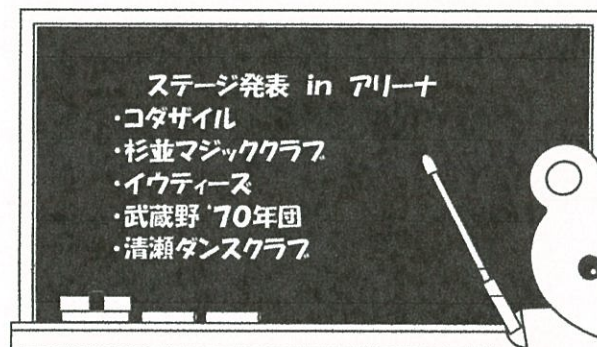 ステージ発表 in アリーナ
・コダザイル
・杉並マジッククラブ
・イウティーズ
・武蔵野 '70年団
・清瀬ダンスクラブ